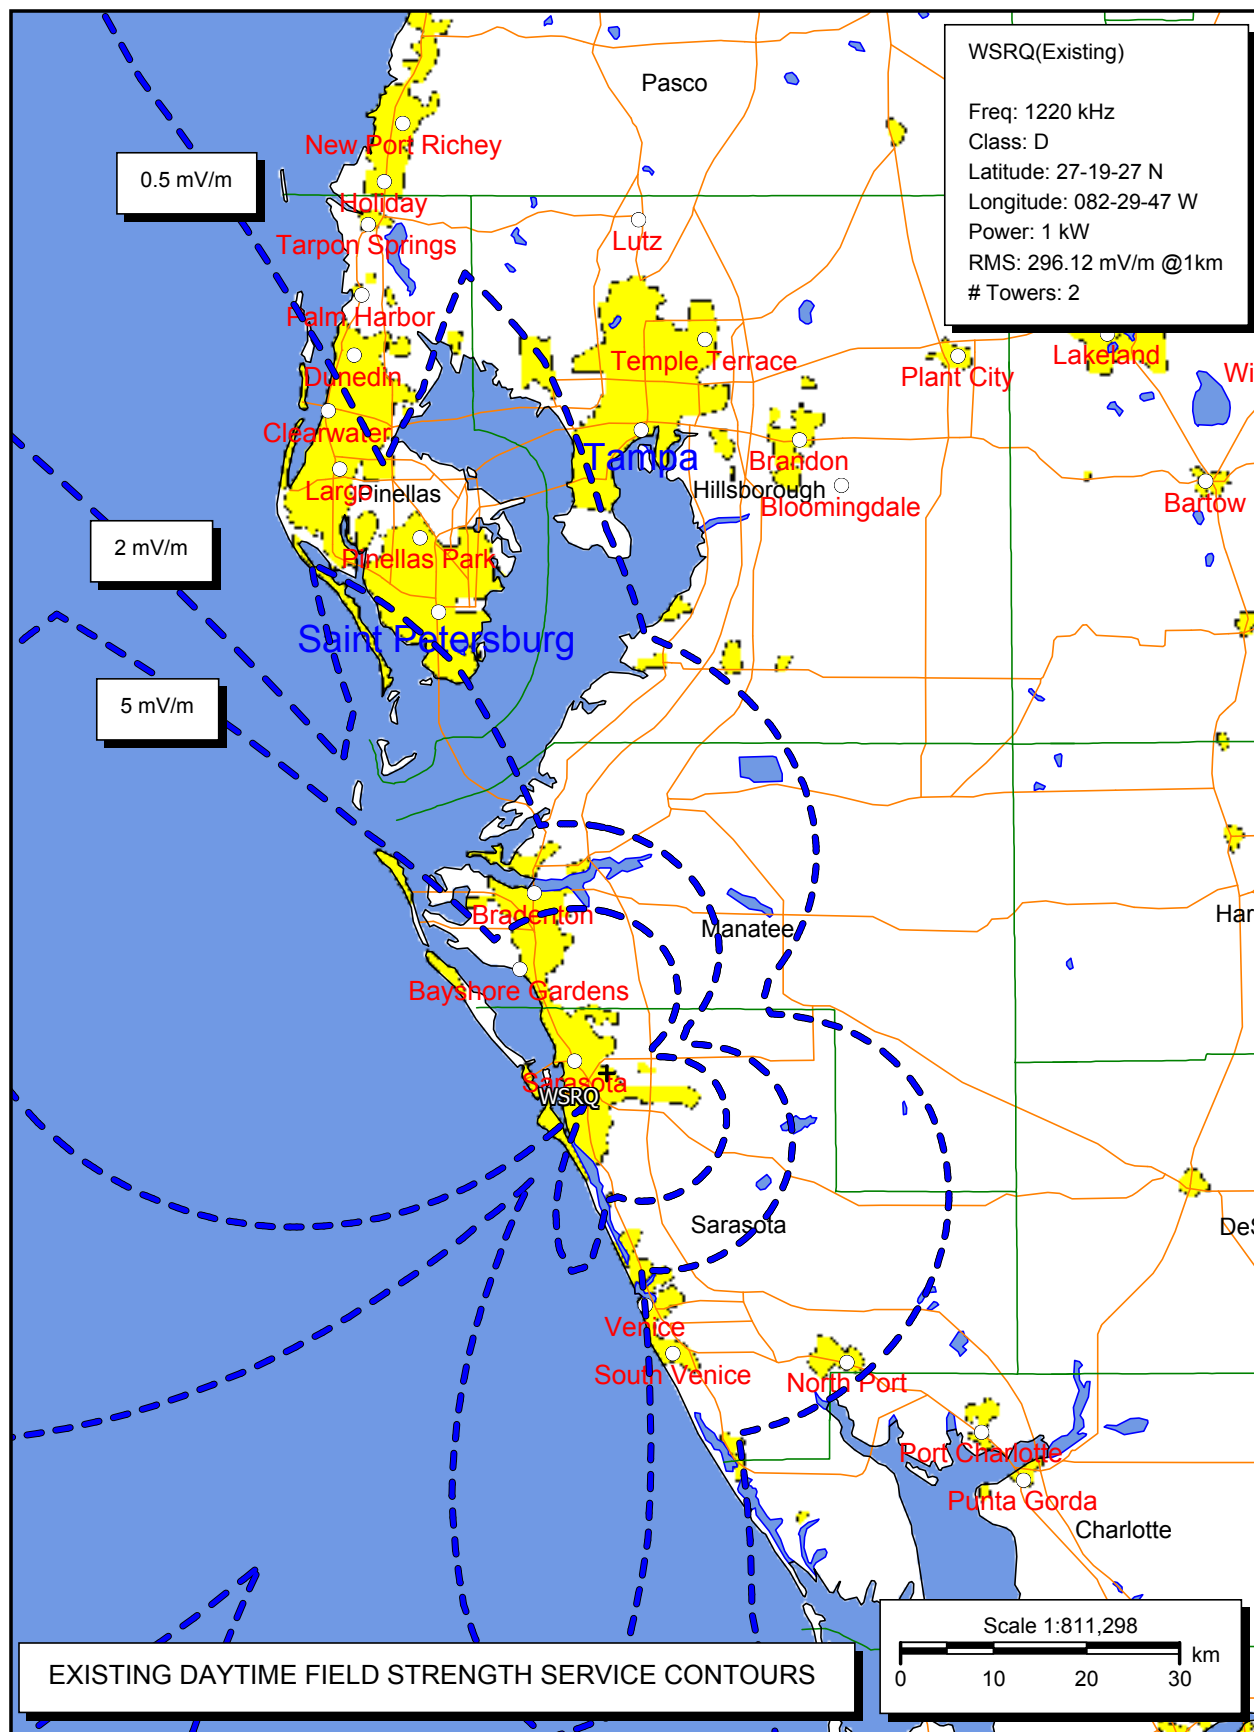 WSRQ(Existing)
Freq: 1220 kHz
Class: D
Latitude: 27-19-27 N
Longitude: 082-29-47 W
Power: 1 kW
RMS: 296.12 mV/m @1km
# Towers: 2
Pasco
New Port Richey
0.5 mV/m
Holiday
Tarpon Springs
Lutz
Palm Harbor
Temple Terrace
Lakeland
Plant City
Dunedin
Wi
Clearwater
Tampa
Brandon
Largo
Pinellas
Hillsborough
Bloomingdale
Bartow
2 mV/m
Pinellas Park
Saint Petersburg
5 mV/m
Bradenton
Manatee
Har
Bayshore Gardens
Sarasota
WSRQ
Sarasota
DeS
Venice
South Venice
North Port
Port Charlotte
Punta Gorda
Charlotte
Scale 1:811,298
km
0 10 20 30
EXISTING DAYTIME FIELD STRENGTH SERVICE CONTOURS